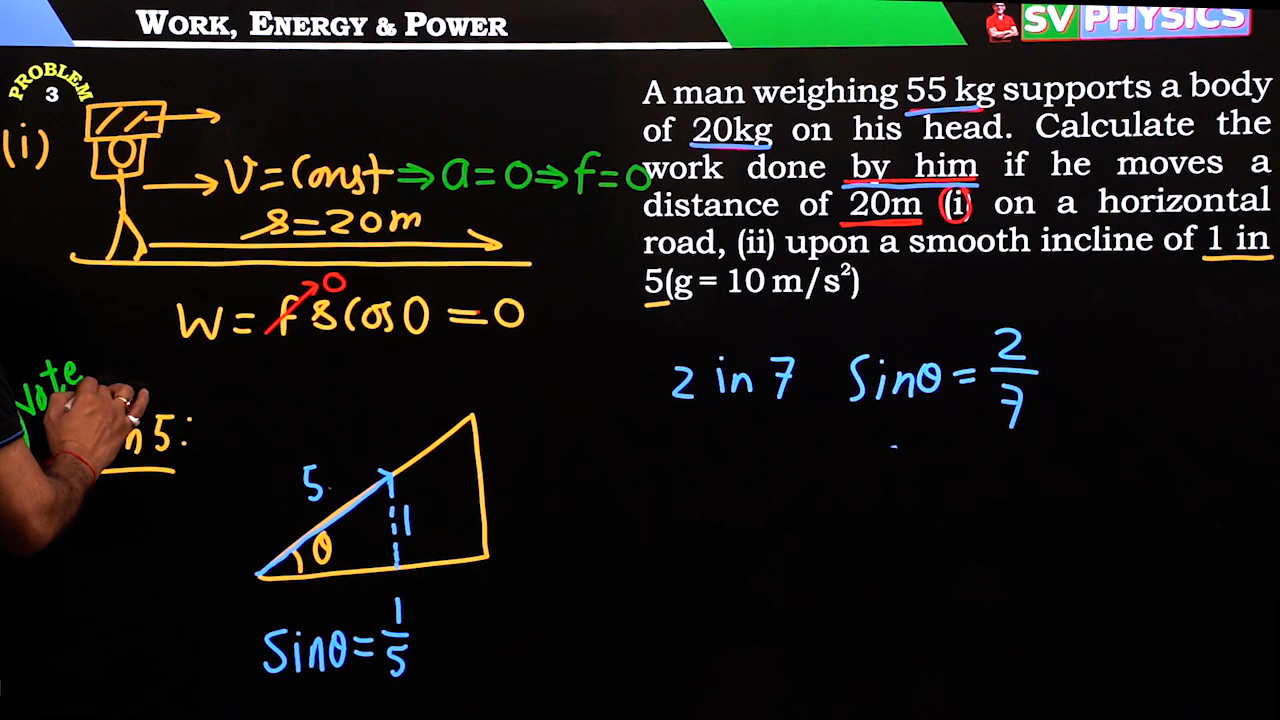 WORK, ENERGY & POWER
SV PHYSICS
PROBLEM
3
(i)
V = Const ⇒ a = 0 ⇒ f = 0
s = 20 m
W = f s Cos 0 = 0
0
A man weighing 55 kg supports a body
of 20kg on his head. Calculate the
work done by him if he moves a
distance of 20m (i) on a horizontal
road, (ii) upon a smooth incline of 1 in
5(g = 10 m/s²)
2 in 7 Sinθ = 2/7
Note
n 5:
5
1
θ
Sinθ = 1/5